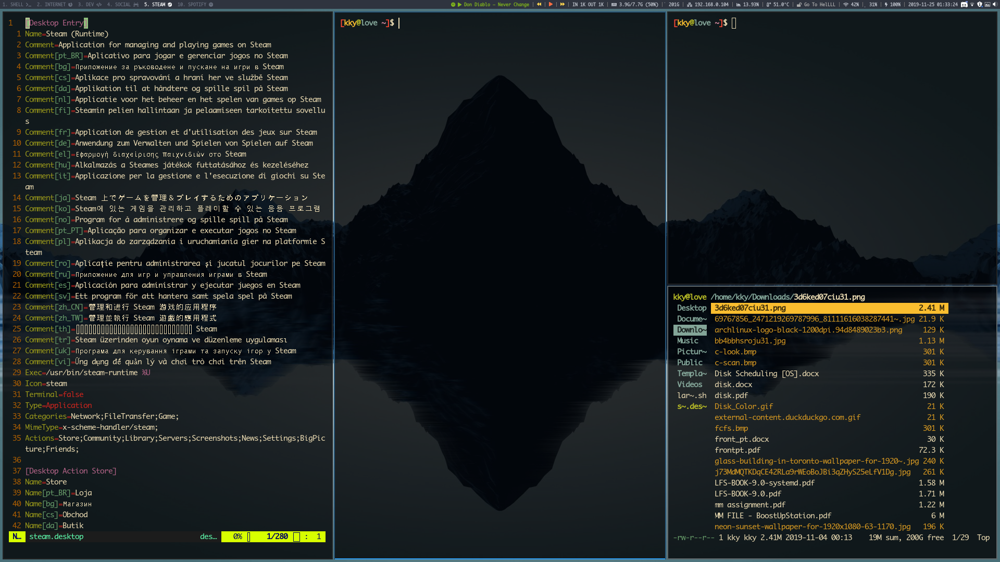 1. SHELL 2. INTERNET 3. DEV 4. SOCIAL 5. STEAM 10. SPOTIFY
Don Diablo – Never Change | IN 1K OUT 1K | 3.9G/7.7G (50%) | 201G | 192.168.0.104 | 13.93% | 51.0°C | Go To HelLLL | 42% | 31% | 100% | 2019-11-25 01:33:24
1 [Desktop Entry]
1 Name=Steam (Runtime)
2 Comment=Application for managing and playing games on Steam
3 Comment[pt_BR]=Aplicativo para jogar e gerenciar jogos no Steam
4 Comment[bg]=Приложение за ръководене и пускане на игри в Steam
5 Comment[cs]=Aplikace pro spravování a hraní her ve službě Steam
6 Comment[da]=Applikation til at håndtere og spille spil på Steam
7 Comment[nl]=Applicatie voor het beheer en het spelen van games op Steam
8 Comment[fi]=Steamin pelien hallintaan ja pelaamiseen tarkoitettu sovellu
s
9 Comment[fr]=Application de gestion et d'utilisation des jeux sur Steam
10 Comment[de]=Anwendung zum Verwalten und Spielen von Spielen auf Steam
11 Comment[el]=Εφαρμογή διαχείρισης παιχνιδιών στο Steam
12 Comment[hu]=Alkalmazás a Steames játékok futtatásához és kezeléséhez
13 Comment[it]=Applicazione per la gestione e l'esecuzione di giochi su Ste
am
14 Comment[ja]=Steam 上でゲームを管理＆プレイするためのアプリケーション
15 Comment[ko]=Steam에 있는 게임을 관리하고 플레이할 수 있는 응용 프로그램
16 Comment[no]=Program for å administrere og spille spill på Steam
17 Comment[pt_PT]=Aplicação para organizar e executar jogos no Steam
18 Comment[pl]=Aplikacja do zarządzania i uruchamiania gier na platformie S
team
19 Comment[ro]=Aplicaţie pentru administrarea şi jucatul jocurilor pe Steam
20 Comment[ru]=Приложение для игр и управления играми в Steam
21 Comment[es]=Aplicación para administrar y ejecutar juegos en Steam
22 Comment[sv]=Ett program för att hantera samt spela spel på Steam
23 Comment[zh_CN]=管理和进行 Steam 游戏的应用程序
24 Comment[zh_TW]=管理並執行 Steam 遊戲的應用程式
25 Comment[th]= Steam
26 Comment[tr]=Steam üzerinden oyun oynama ve düzenleme uygulaması
27 Comment[uk]=Програма для керування іграми та запуску ігор у Steam
28 Comment[vi]=Ứng dụng để quản lý và chơi trò chơi trên Steam
29 Exec=/usr/bin/steam-runtime %U
30 Icon=steam
31 Terminal=false
32 Type=Application
33 Categories=Network;FileTransfer;Game;
34 MimeType=x-scheme-handler/steam;
35 Actions=Store;Community;Library;Servers;Screenshots;News;Settings;BigPic
ture;Friends;
36
37 [Desktop Action Store]
38 Name=Store
39 Name[pt_BR]=Loja
40 Name[bg]=Магазин
41 Name[cs]=Obchod
42 Name[da]=Butik
N… steam.desktop des… 0% 1/280 : 1
[kky@love ~]$
[kky@love ~]$
kky@love /home/kky/Downloads/3d6ked07ciu31.png
Desktop 3d6ked07ciu31.png 2.41 M
Docume~ 69767856_2471219269787996_81111616038287441~.jpg 21.9 K
Downlo~ archlinux-logo-black-1200dpi.94d8489023b3.png 129 K
Music bb4bbhsroju31.jpg 1.13 M
Pictur~ c-look.bmp 301 K
Public c-scan.bmp 301 K
Templa~ Disk Scheduling [OS].docx 335 K
Videos disk.docx 172 K
lar~.sh disk.pdf 190 K
s~.des~ Disk_Color.gif 21 K
external-content.duckduckgo.com.gif 21 K
fcfs.bmp 301 K
front_pt.docx 30 K
frontpt.pdf 72.3 K
glass-building-in-toronto-wallpaper-for-1920~.jpg 240 K
j73MdMQTKDqCE42RLa9rWEoBoJBi3qZHyS25eLfV1Dg.jpg 261 K
LFS-BOOK-9.0-systemd.pdf 1.58 M
LFS-BOOK-9.0.pdf 1.71 M
mm assignment.pdf 1.22 M
MM FILE - BoostUpStation.pdf 6 M
neon-sunset-wallpaper-for-1920x1080-63-1170.jpg 196 K
-rw-r--r-- 1 kky kky 2.41M 2019-11-04 00:13 19M sum, 200G free 1/29 Top